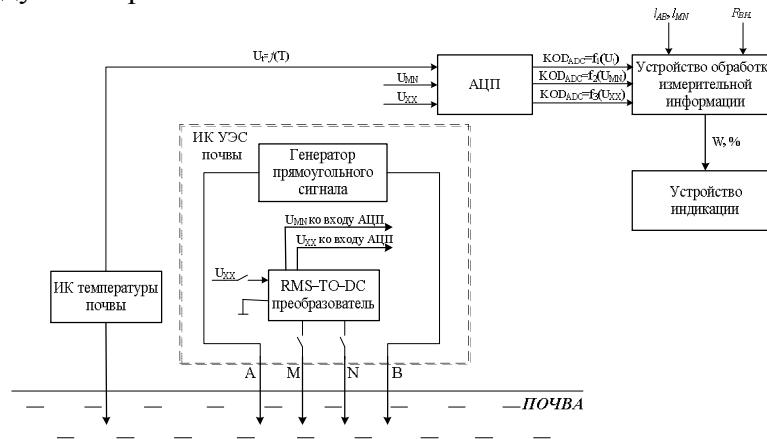 l_AB, l_MN
R_ВН.
U_t=f(T)
U_MN
U_XX
АЦП
KOD_ADC=f_1(U_t)
KOD_ADC=f_2(U_MN)
KOD_ADC=f_3(U_XX)
Устройство обработк
измерительной
информации
W, %
Устройство
индикации
ИК УЭС
почвы
Генератор
прямоугольного
сигнала
U_MN ко входу АЦП
U_XX ко входу АЦП
U_XX
RMS–TO–DC
преобразователь
ИК температуры
почвы
A
M
N
B
ПОЧВА